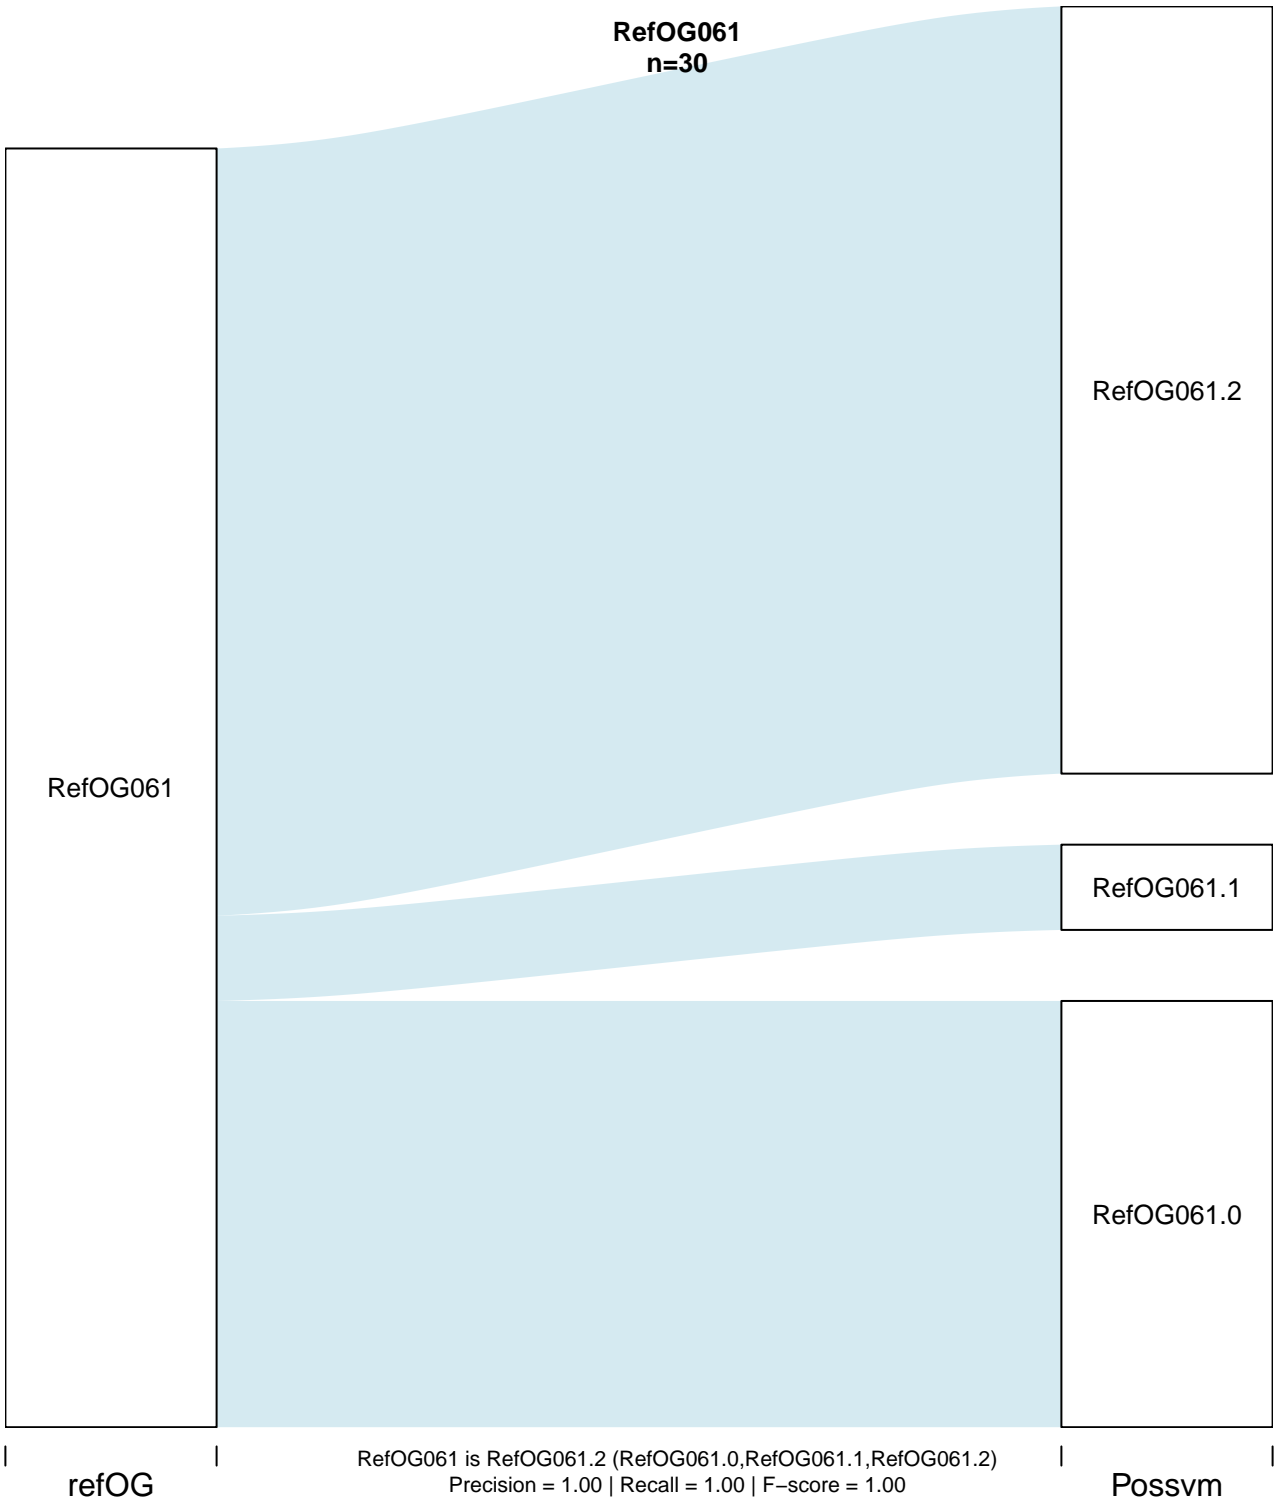 RefOG061
n=30
RefOG061.2
RefOG061
RefOG061.1
RefOG061.0
RefOG061 is RefOG061.2 (RefOG061.0,RefOG061.1,RefOG061.2)
Precision = 1.00 | Recall = 1.00 | F−score = 1.00
refOG
Possvm